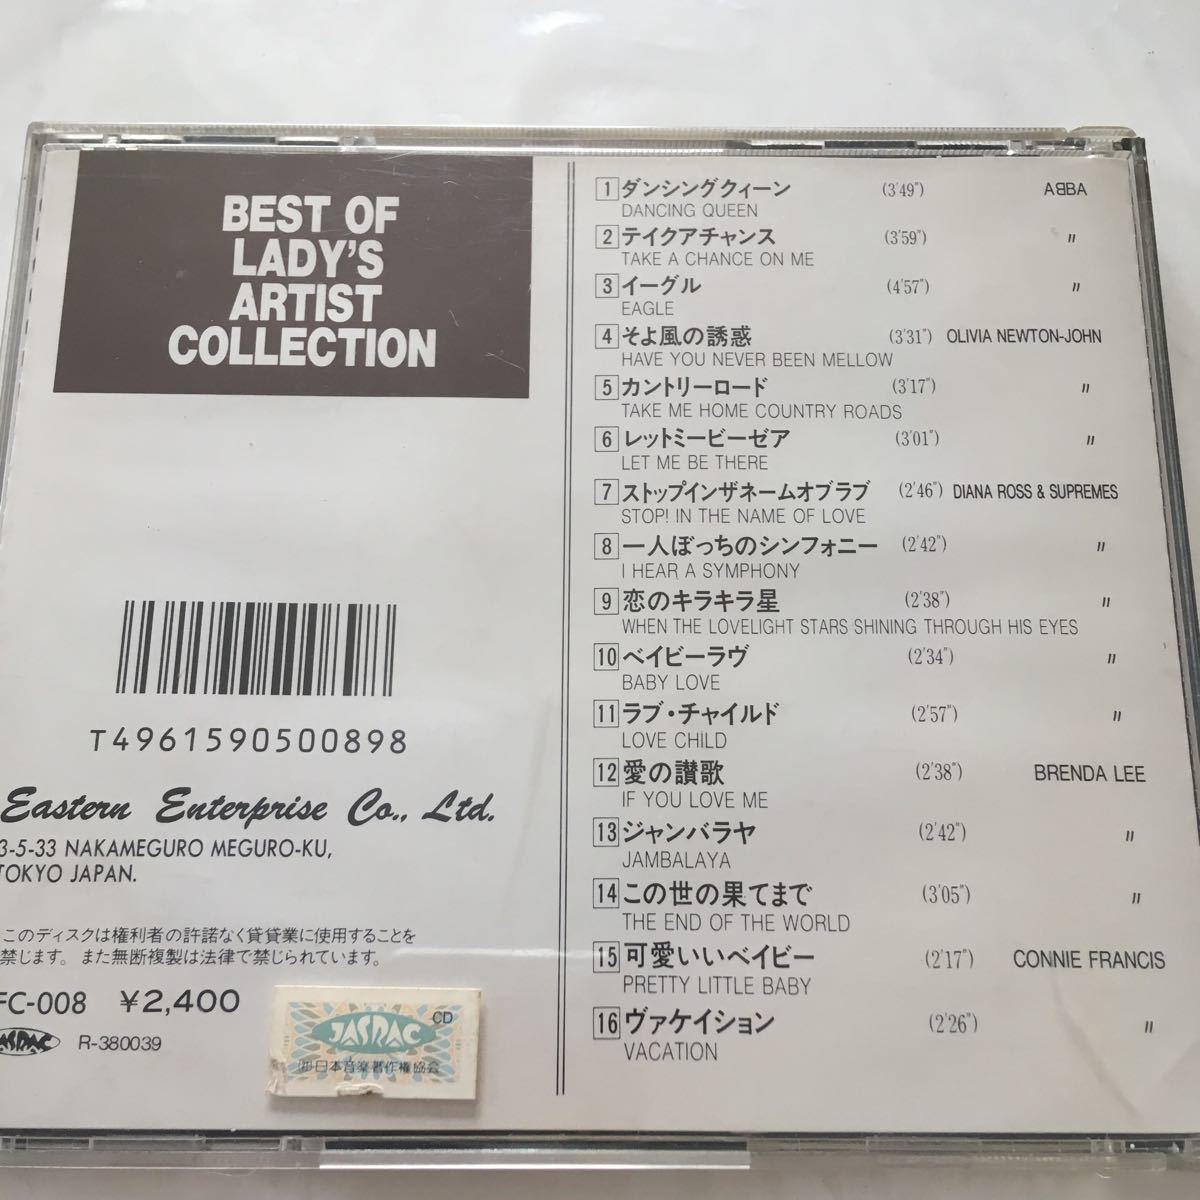 BEST OF
LADY'S
ARTIST
COLLECTION
T4961590500898
Eastern Enterprise Co., Ltd.
3-5-33 NAKAMEGURO MEGURO-KU,
TOKYO JAPAN.
このディスクは権利者の許諾なく賃貸業に使用することを
禁じます。また無断複製は法律で禁じられています。
FC-008 ¥2,400
JASRAC R-380039
JASRAC CD
(社)日本音楽著作権協会
1 ダンシングクィーン (3'49") ABBA
DANCING QUEEN
2 テイクアチャンス (3'59") 〃
TAKE A CHANCE ON ME
3 イーグル (4'57") 〃
EAGLE
4 そよ風の誘惑 (3'31") OLIVIA NEWTON-JOHN
HAVE YOU NEVER BEEN MELLOW
5 カントリーロード (3'17") 〃
TAKE ME HOME COUNTRY ROADS
6 レットミービーゼア (3'01") 〃
LET ME BE THERE
7 ストップインザネームオブラブ (2'46") DIANA ROSS & SUPREMES
STOP! IN THE NAME OF LOVE
8 一人ぼっちのシンフォニー (2'42") 〃
I HEAR A SYMPHONY
9 恋のキラキラ星 (2'38") 〃
WHEN THE LOVELIGHT STARS SHINING THROUGH HIS EYES
10 ベイビーラヴ (2'34") 〃
BABY LOVE
11 ラブ・チャイルド (2'57") 〃
LOVE CHILD
12 愛の讃歌 (2'38") BRENDA LEE
IF YOU LOVE ME
13 ジャンバラヤ (2'42") 〃
JAMBALAYA
14 この世の果てまで (3'05") 〃
THE END OF THE WORLD
15 可愛いいベイビー (2'17") CONNIE FRANCIS
PRETTY LITTLE BABY
16 ヴァケイション (2'26") 〃
VACATION